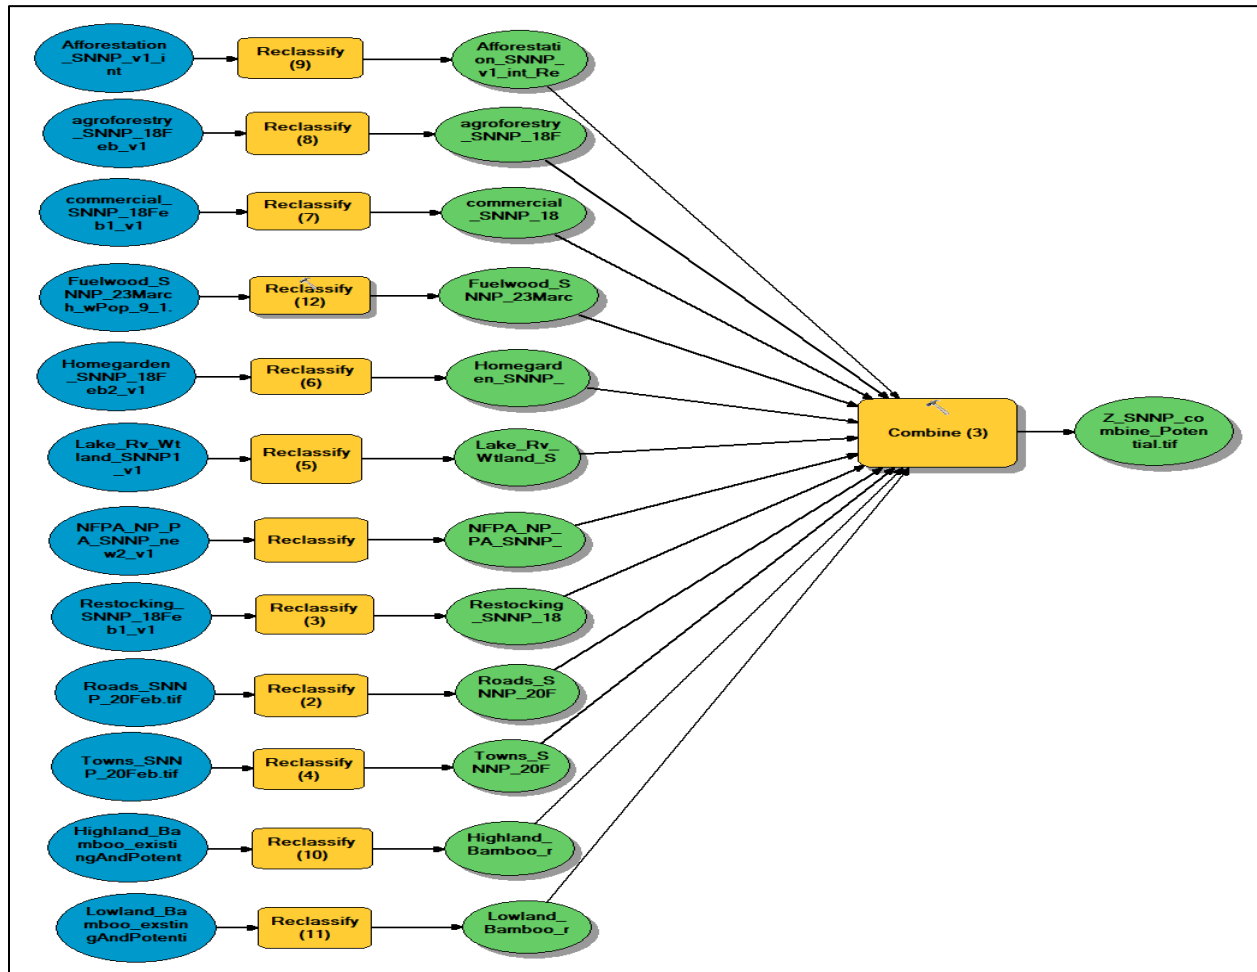 Afforestation
_SNNP_v1_i
nt
Reclassify
(9)
Afforestati
on_SNNP_
v1_int_Re
agroforestry
_SNNP_18F
eb_v1
Reclassify
(8)
agroforestry
_SNNP_18F
commercial_
SNNP_18Fe
b1_v1
Reclassify
(7)
commercial
_SNNP_18
Fuelwood_S
NNP_23Marc
h_wPop_9_1.
Reclassify
(12)
Fuelwood_S
NNP_23Marc
Homegarden
_SNNP_18F
eb2_v1
Reclassify
(6)
Homegard
en_SNNP_
Lake_Rv_Wt
land_SNNP1
_v1
Reclassify
(5)
Lake_Rv_
Wtland_S
NFPA_NP_P
A_SNNP_ne
w2_v1
Reclassify
NFPA_NP_
PA_SNNP_
Restocking_
SNNP_18Fe
b1_v1
Reclassify
(3)
Restocking
_SNNP_18
Roads_SNN
P_20Feb.tif
Reclassify
(2)
Roads_S
NNP_20F
Towns_SNN
P_20Feb.tif
Reclassify
(4)
Towns_S
NNP_20F
Highland_Ba
mboo_existi
ngAndPotent
Reclassify
(10)
Highland_
Bamboo_r
Lowland_Ba
mboo_exstin
gAndPotenti
Reclassify
(11)
Lowland_
Bamboo_r
Combine (3)
Z_SNNP_co
mbine_Poten
tial.tif